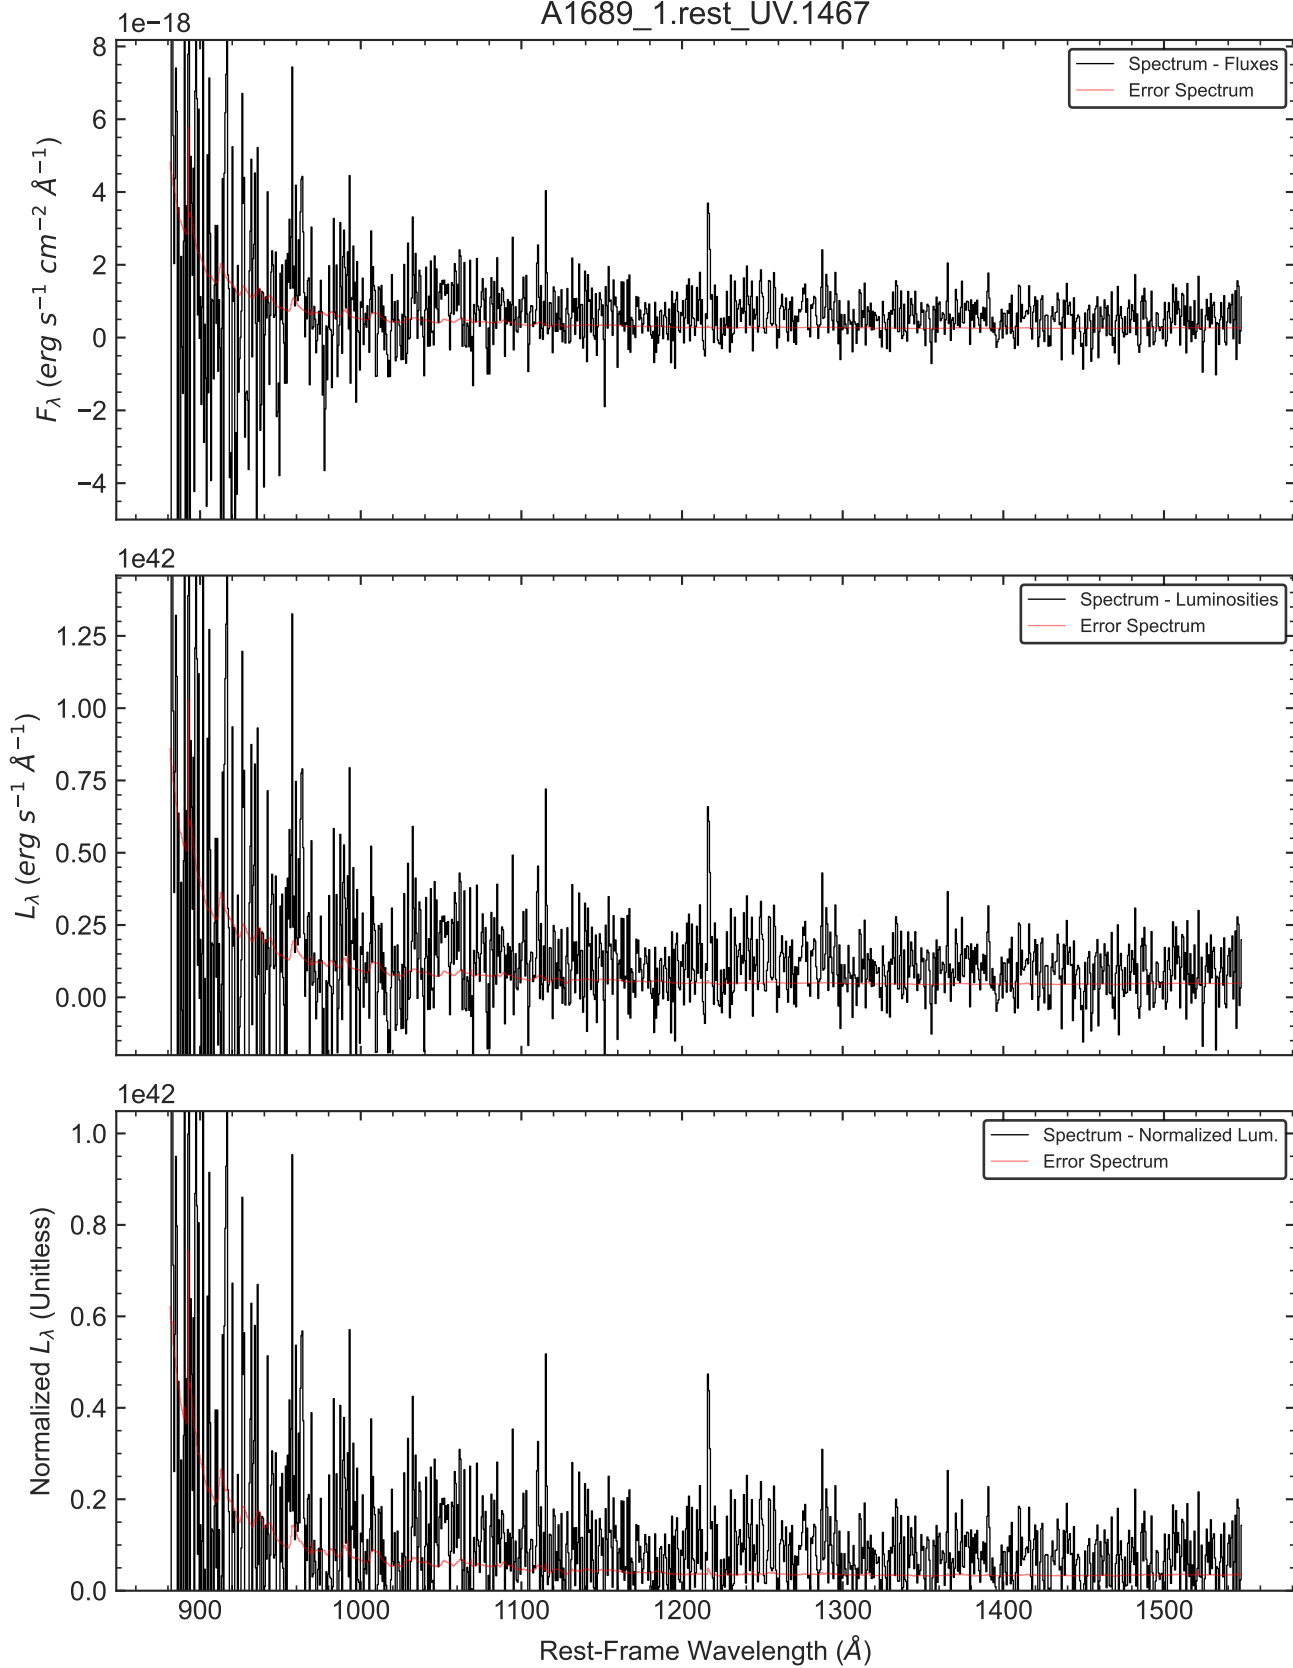 A1689_1.rest_UV.1467
1e−18
8
6
4
2
0
−2
−4
F_λ (erg s⁻¹ cm⁻² Å⁻¹)
Spectrum - Fluxes
Error Spectrum
1e42
1.25
1.00
0.75
0.50
0.25
0.00
L_λ (erg s⁻¹ Å⁻¹)
Spectrum - Luminosities
Error Spectrum
1e42
1.0
0.8
0.6
0.4
0.2
0.0
Normalized L_λ (Unitless)
Spectrum - Normalized Lum.
Error Spectrum
900 1000 1100 1200 1300 1400 1500
Rest-Frame Wavelength (Å)